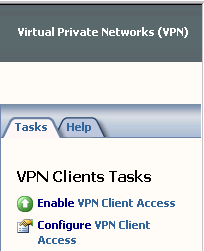 Virtual Private Networks (VPN)
Tasks Help
VPN Clients Tasks
Enable VPN Client Access
Configure VPN Client
Access